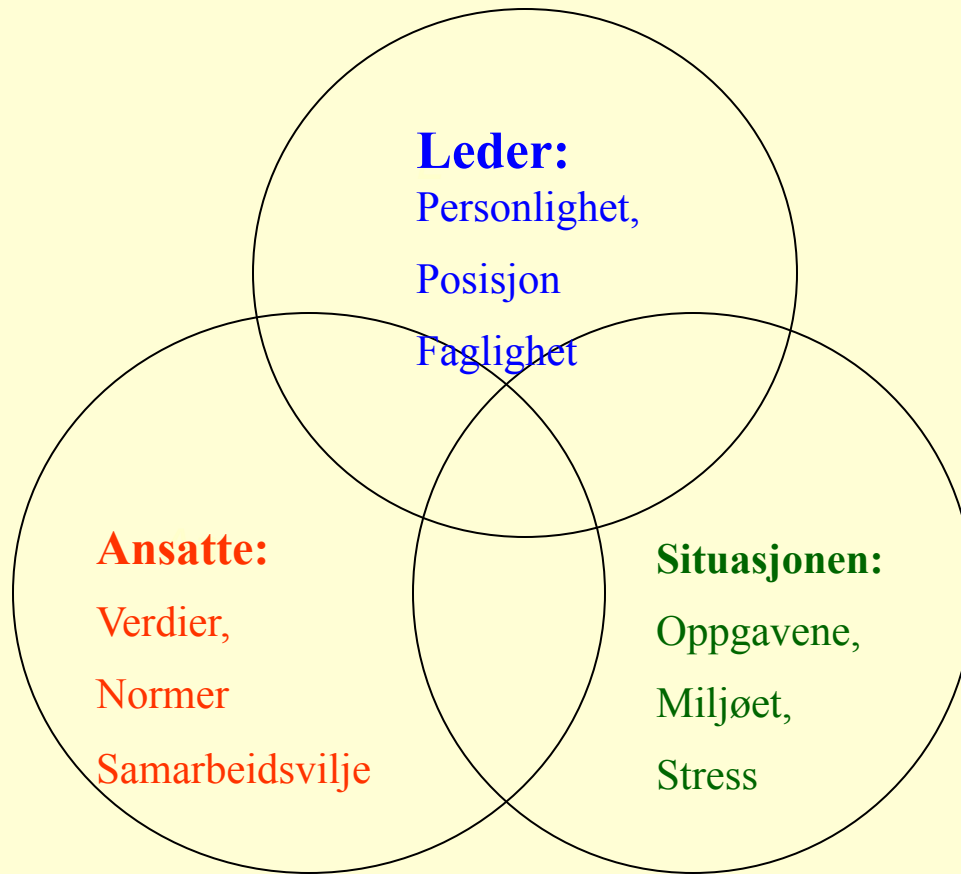 Leder:
Personlighet,
Posisjon
Faglighet
Ansatte:
Verdier,
Normer
Samarbeidsvilje
Situasjonen:
Oppgavene,
Miljøet,
Stress